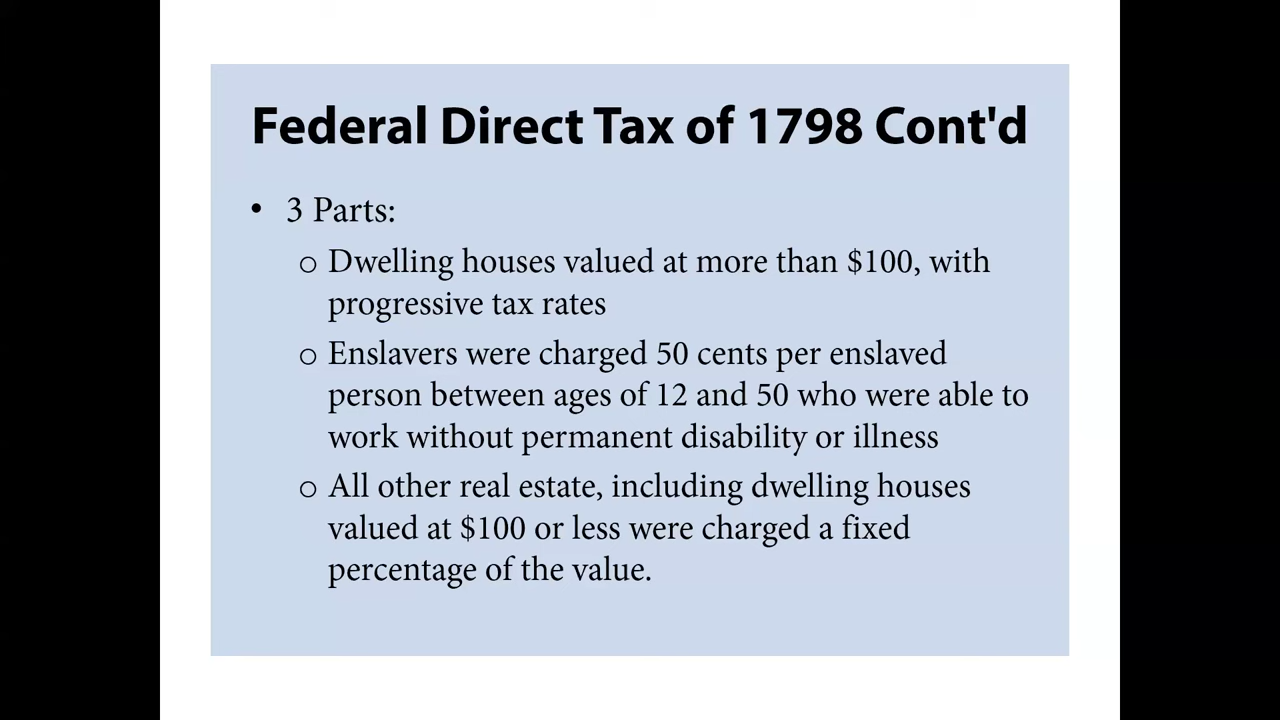 Federal Direct Tax of 1798 Cont'd
• 3 Parts:
o Dwelling houses valued at more than $100, with
progressive tax rates
o Enslavers were charged 50 cents per enslaved
person between ages of 12 and 50 who were able to
work without permanent disability or illness
o All other real estate, including dwelling houses
valued at $100 or less were charged a fixed
percentage of the value.